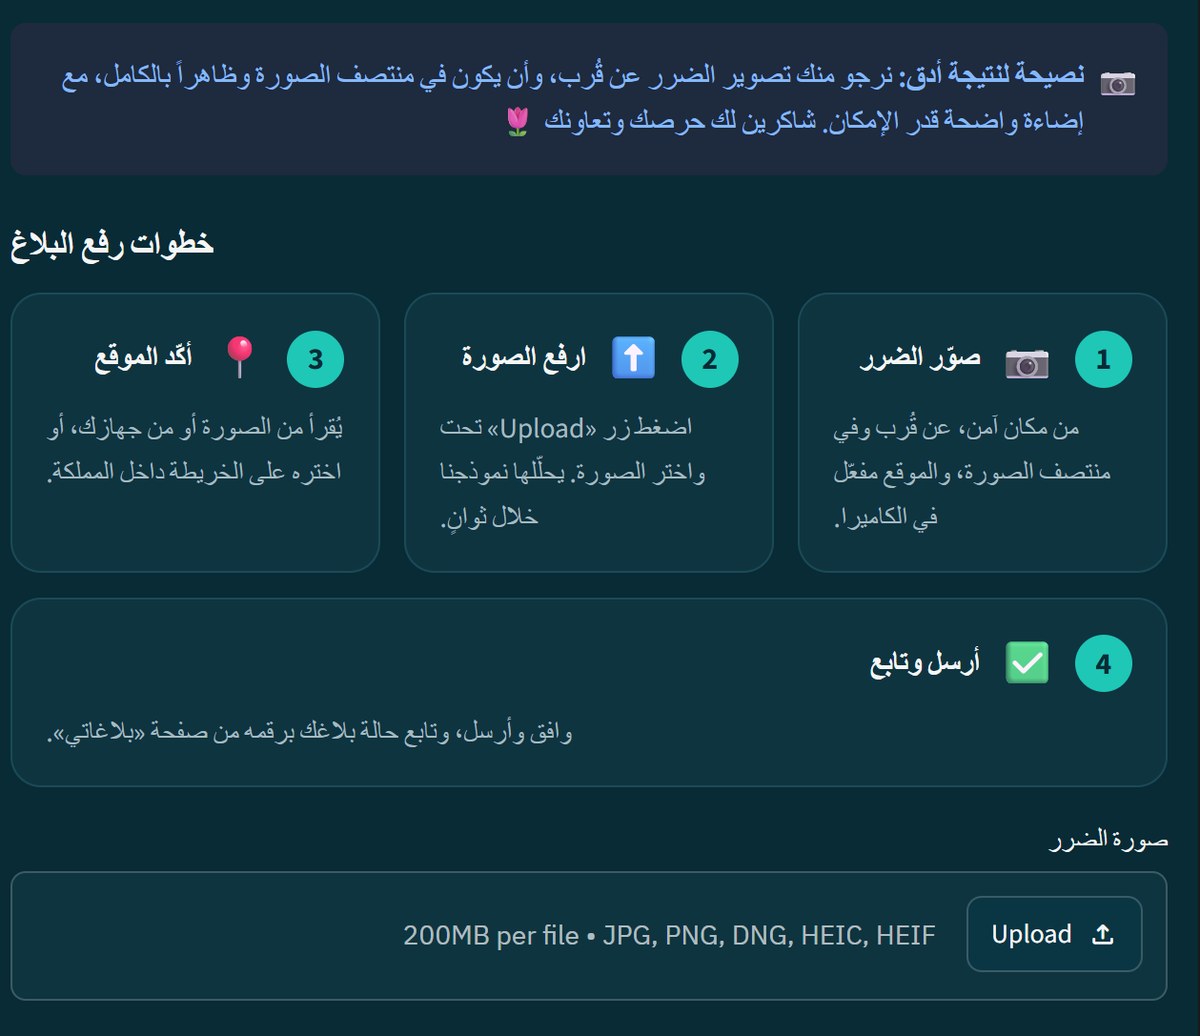 نصيحة لنتيجة أدق: نرجو منك تصوير الضرر عن قُرب، وأن يكون في منتصف الصورة وظاهراً بالكامل، مع
إضاءة واضحة قدر الإمكان. شاكرين لك حرصك وتعاونك
خطوات رفع البلاغ
1
صوّر الضرر
من مكان آمن، عن قُرب وفي
منتصف الصورة، والموقع مفعّل
في الكاميرا.
2
ارفع الصورة
اضغط زر «Upload» تحت
واختر الصورة. يحلّلها نموذجنا
خلال ثوانٍ.
3
أكّد الموقع
يُقرأ من الصورة أو من جهازك، أو
اختره على الخريطة داخل المملكة.
4
أرسل وتابع
وافق وأرسل، وتابع حالة بلاغك برقمه من صفحة «بلاغاتي».
صورة الضرر
Upload
200MB per file • JPG, PNG, DNG, HEIC, HEIF